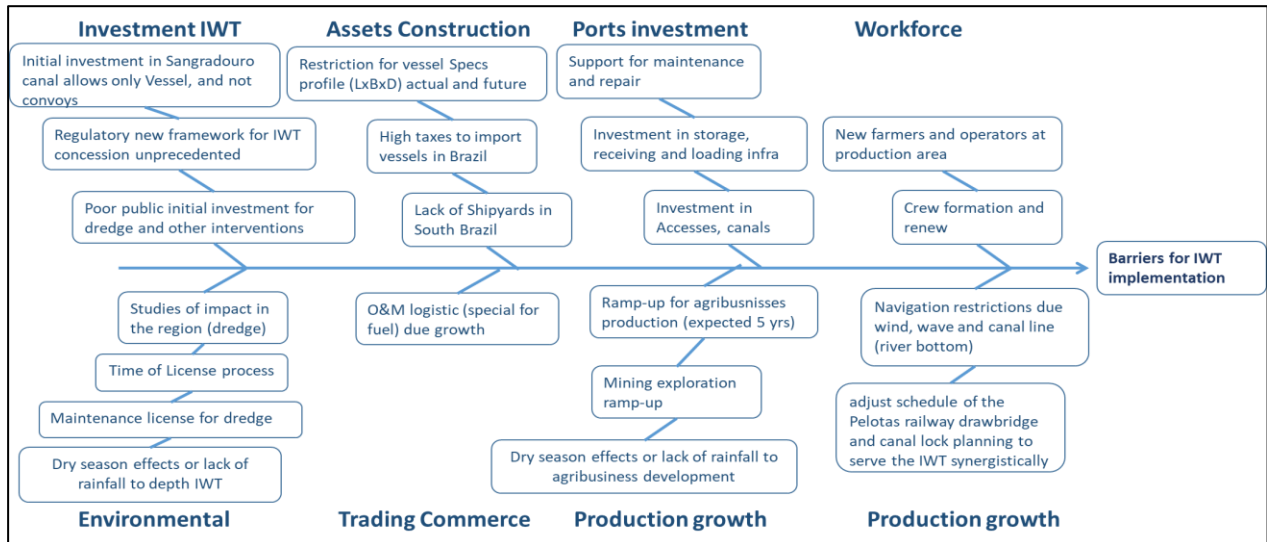 Investment IWT
Initial investment in Sangradouro
canal allows only Vessel, and not
convoys
Regulatory new framework for IWT
concession unprecedented
Poor public initial investment for
dredge and other interventions
Assets Construction
Restriction for vessel Specs
profile (LxBxD) actual and future
High taxes to import
vessels in Brazil
Lack of Shipyards in
South Brazil
Ports investment
Support for maintenance
and repair
Investment in storage,
receiving and loading infra
Investment in
Accesses, canals
Workforce
New farmers and operators at
production area
Crew formation and
renew
Barriers for IWT
implementation
Studies of impact in
the region (dredge)
Time of License process
Maintenance license for dredge
Dry season effects or lack of
rainfall to depth IWT
Environmental
O&M logistic (special for
fuel) due growth
Trading Commerce
Ramp-up for agribusnisses
production (expected 5 yrs)
Mining exploration
ramp-up
Dry season effects or lack of rainfall to
agribusiness development
Production growth
Navigation restrictions due
wind, wave and canal line
(river bottom)
adjust schedule of the
Pelotas railway drawbridge
and canal lock planning to
serve the IWT synergistically
Production growth